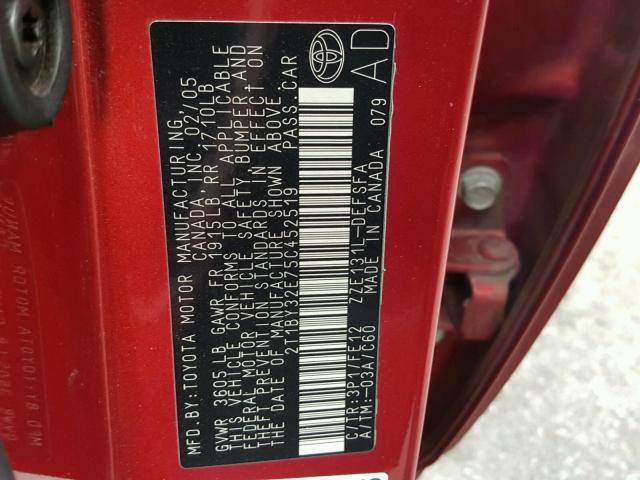 MFD.BY:TOYOTA MOTOR MANUFACTURING,
CANADA, INC. 02/05
GVWR 3605 LB GAWR FR 1915LB, RR 1710LB
THIS VEHICLE CONFORMS TO ALL APPLICABLE
FEDERAL MOTOR VEHICLE SAFETY, BUMPER, AND
THEFT PREVENTION STANDARDS IN EFFECT ON
THE DATE OF MANUFACTURE SHOWN ABOVE.
2T1BY32E75C452519 PASS.CAR
ZZE131L-DEFSFA
C/TR:3P1/FE12 MADE IN CANADA 079
A/TM:-03A/C60
AD